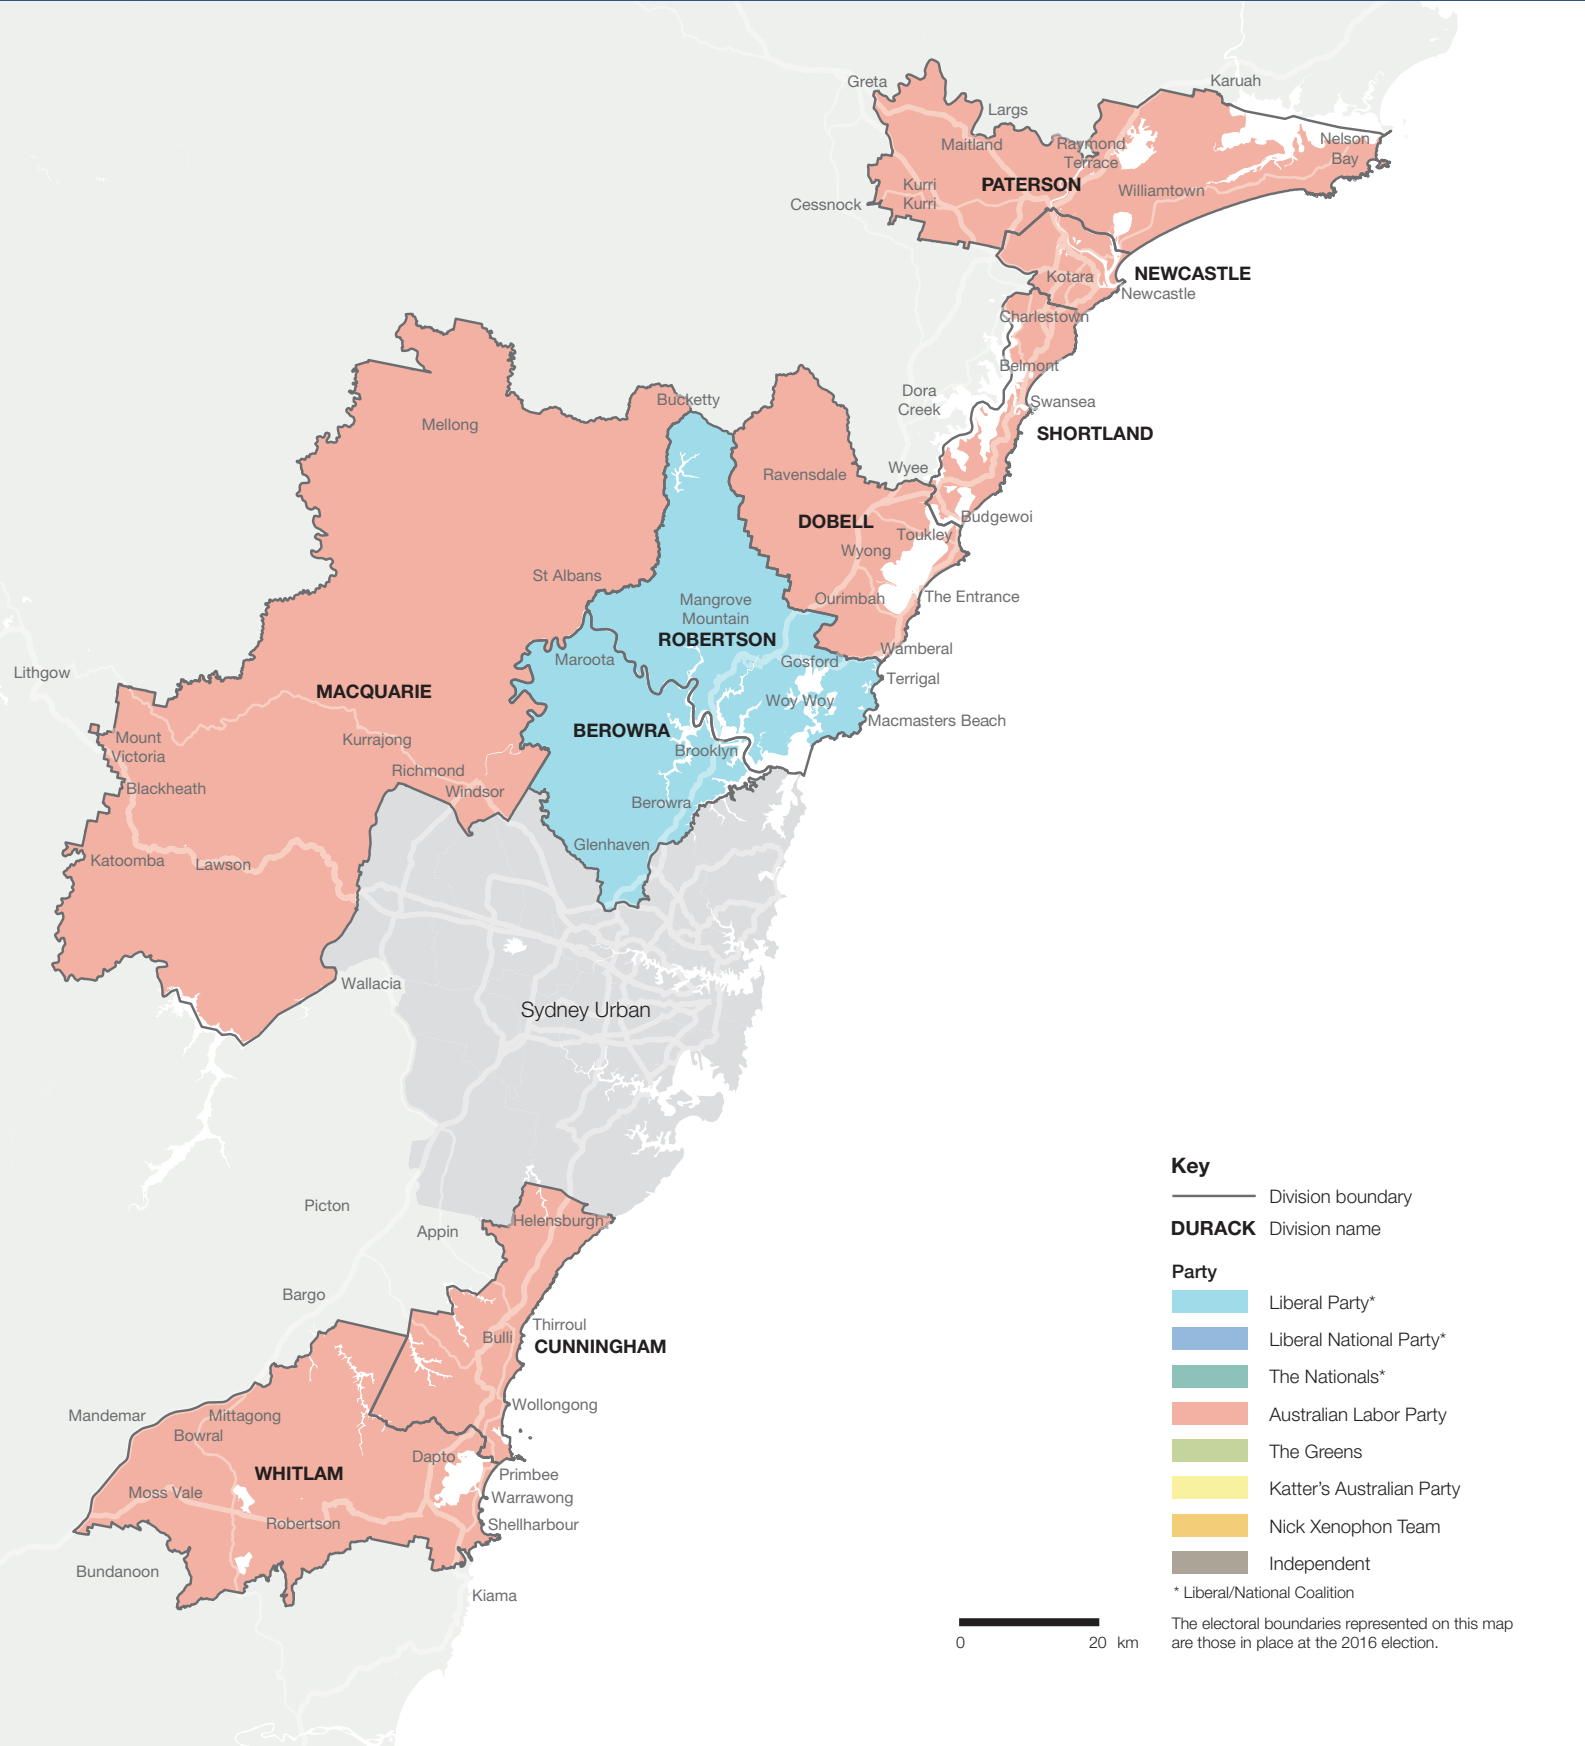 Greta
Karuah
Largs
Maitland
Raymond
Terrace
Nelson
Bay
Kurri
Kurri
PATERSON
Williamtown
Cessnock
NEWCASTLE
Kotara
Newcastle
Charlestown
Belmont
Dora
Creek
Swansea
SHORTLAND
Bucketty
Mellong
Ravensdale
Wyee
DOBELL
Budgewoi
Toukley
Wyong
St Albans
Mangrove
Mountain
Ourimbah
The Entrance
ROBERTSON
Wamberal
Maroota
Gosford
Terrigal
Lithgow
MACQUARIE
Woy Woy
Macmasters Beach
BEROWRA
Mount
Victoria
Kurrajong
Brooklyn
Richmond
Windsor
Blackheath
Berowra
Glenhaven
Katoomba
Lawson
Wallacia
Sydney Urban
Picton
Appin
Helensburgh
Bargo
Thirroul
Bulli
CUNNINGHAM
Wollongong
Mandemar
Mittagong
Bowral
Dapto
WHITLAM
Primbee
Moss Vale
Warrawong
Robertson
Shellharbour
Bundanoon
Kiama
Key
Division boundary
DURACK Division name
Party
Liberal Party*
Liberal National Party*
The Nationals*
Australian Labor Party
The Greens
Katter's Australian Party
Nick Xenophon Team
Independent
* Liberal/National Coalition
The electoral boundaries represented on this map
are those in place at the 2016 election.
0 20 km